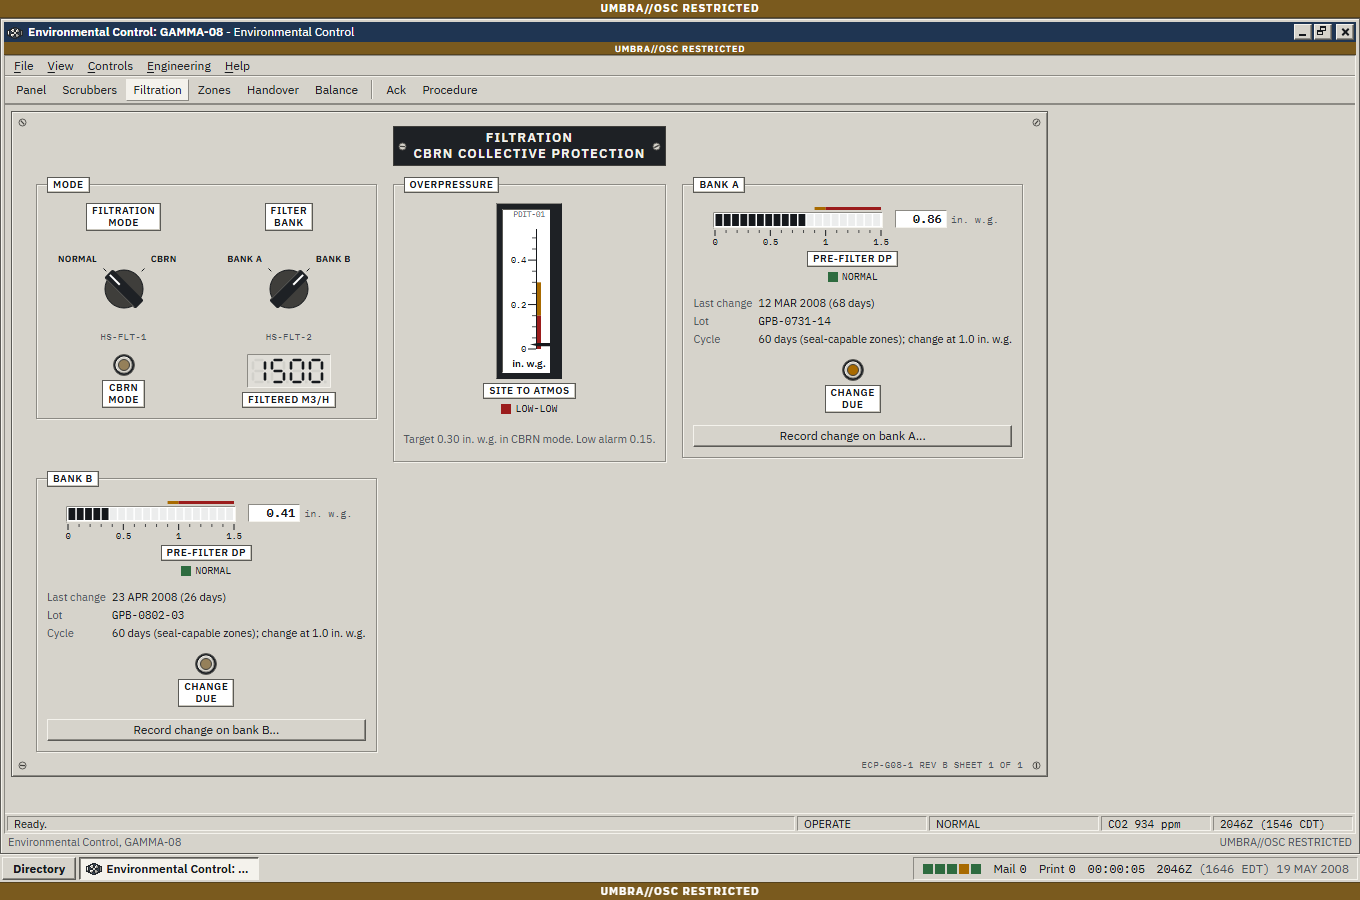 UMBRA//OSC RESTRICTED
Environmental Control: GAMMA-08 - Environmental Control
UMBRA//OSC RESTRICTED
File View Controls Engineering Help
Panel Scrubbers Filtration Zones Handover Balance Ack Procedure
FILTRATION
CBRN COLLECTIVE PROTECTION
MODE
FILTRATION
MODE
FILTER
BANK
NORMAL CBRN
BANK A BANK B
HS-FLT-1
HS-FLT-2
CBRN
MODE
1500
FILTERED M3/H
OVERPRESSURE
PDIT-01
0.4
0.2
0
in. w.g.
SITE TO ATMOS
LOW-LOW
Target 0.30 in. w.g. in CBRN mode. Low alarm 0.15.
BANK A
0.86 in. w.g.
0 0.5 1 1.5
PRE-FILTER DP
NORMAL
Last change 12 MAR 2008 (68 days)
Lot GPB-0731-14
Cycle 60 days (seal-capable zones); change at 1.0 in. w.g.
CHANGE
DUE
Record change on bank A...
BANK B
0.41 in. w.g.
0 0.5 1 1.5
PRE-FILTER DP
NORMAL
Last change 23 APR 2008 (26 days)
Lot GPB-0802-03
Cycle 60 days (seal-capable zones); change at 1.0 in. w.g.
CHANGE
DUE
Record change on bank B...
ECP-G08-1 REV B SHEET 1 OF 1
Ready. OPERATE NORMAL CO2 934 ppm 2046Z (1546 CDT)
Environmental Control, GAMMA-08 UMBRA//OSC RESTRICTED
Directory Environmental Control: ... Mail 0 Print 0 00:00:05 2046Z (1646 EDT) 19 MAY 2008
UMBRA//OSC RESTRICTED